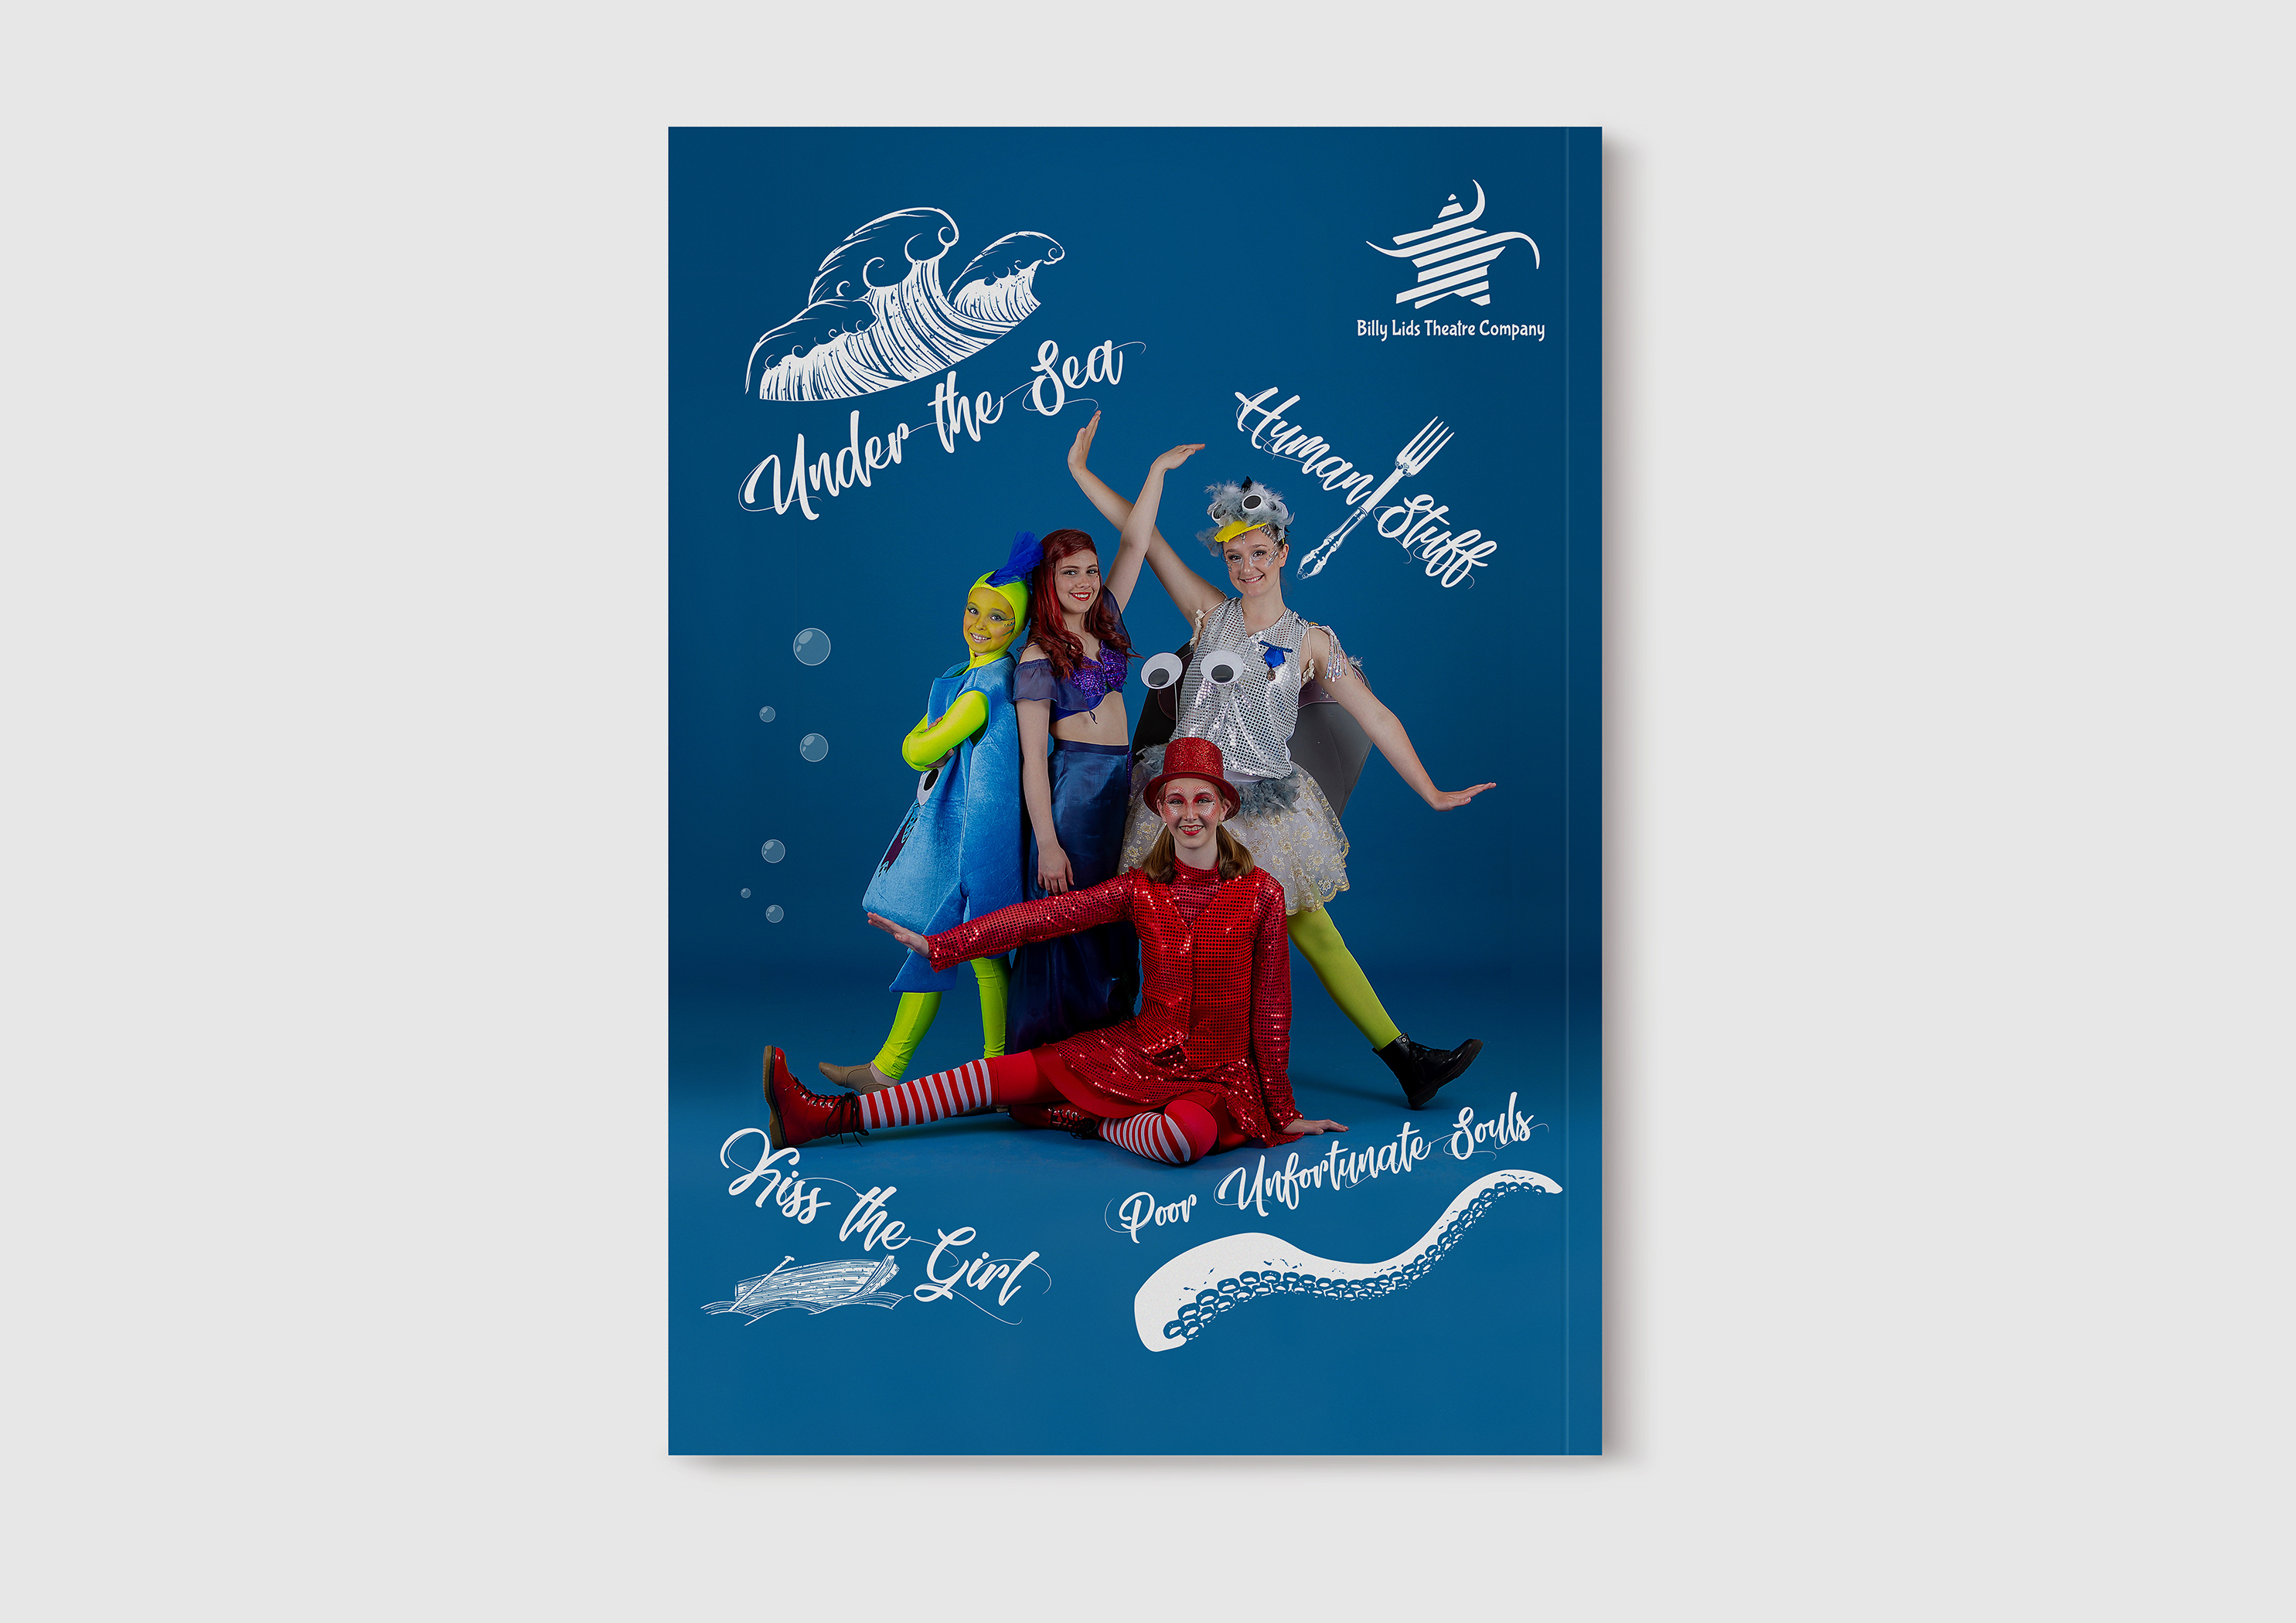 Billy Lids Theatre Company
Under the Sea
Human Stuff
Kiss the Girl
Poor Unfortunate Souls